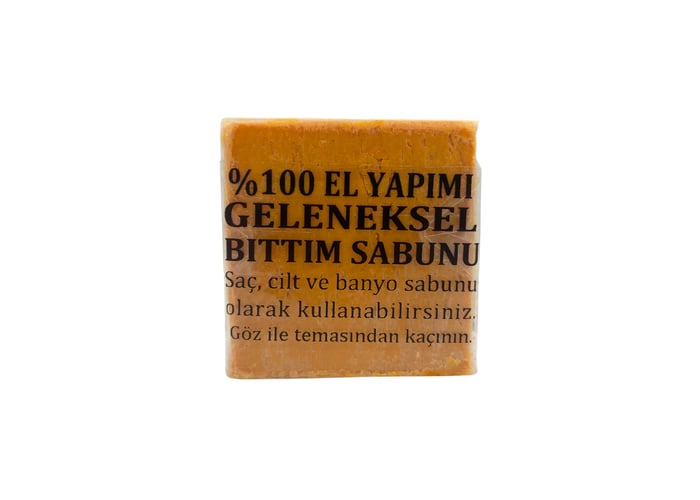 %100 EL YAPIMI
GELENEKSEL
BITTIM SABUNU
Saç, cilt ve banyo sabunu
olarak kullanabilirsiniz.
Göz ile temasından kaçının.